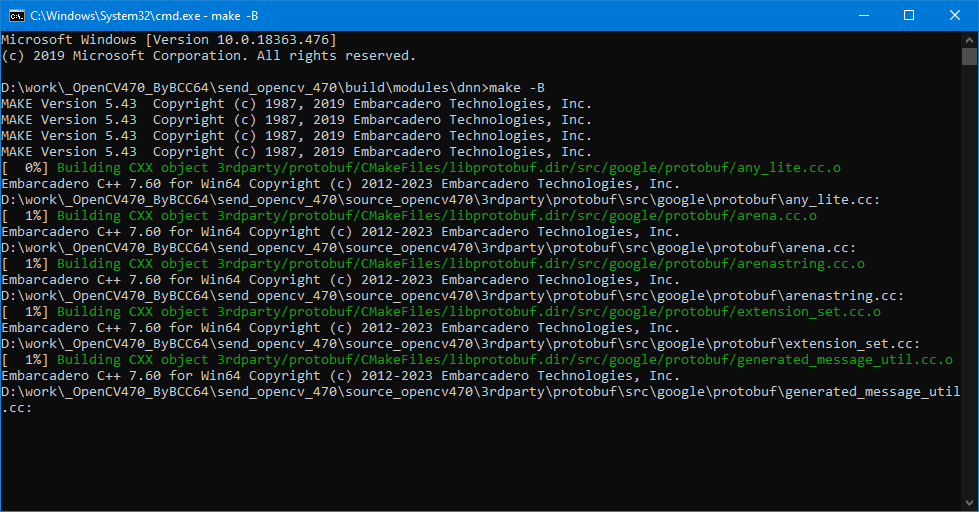 C:\Windows\System32\cmd.exe - make -B
Microsoft Windows [Version 10.0.18363.476]
(c) 2019 Microsoft Corporation. All rights reserved.
D:\work\_OpenCV470_ByBCC64\send_opencv_470\build\modules\dnn>make -B
MAKE Version 5.43  Copyright (c) 1987, 2019 Embarcadero Technologies, Inc.
MAKE Version 5.43  Copyright (c) 1987, 2019 Embarcadero Technologies, Inc.
MAKE Version 5.43  Copyright (c) 1987, 2019 Embarcadero Technologies, Inc.
MAKE Version 5.43  Copyright (c) 1987, 2019 Embarcadero Technologies, Inc.
[  0%] Building CXX object 3rdparty/protobuf/CMakeFiles/libprotobuf.dir/src/google/protobuf/any_lite.cc.o
Embarcadero C++ 7.60 for Win64 Copyright (c) 2012-2023 Embarcadero Technologies, Inc.
D:\work\_OpenCV470_ByBCC64\send_opencv_470\source_opencv470\3rdparty\protobuf\src\google\protobuf\any_lite.cc:
[  1%] Building CXX object 3rdparty/protobuf/CMakeFiles/libprotobuf.dir/src/google/protobuf/arena.cc.o
Embarcadero C++ 7.60 for Win64 Copyright (c) 2012-2023 Embarcadero Technologies, Inc.
D:\work\_OpenCV470_ByBCC64\send_opencv_470\source_opencv470\3rdparty\protobuf\src\google\protobuf\arena.cc:
[  1%] Building CXX object 3rdparty/protobuf/CMakeFiles/libprotobuf.dir/src/google/protobuf/arenastring.cc.o
Embarcadero C++ 7.60 for Win64 Copyright (c) 2012-2023 Embarcadero Technologies, Inc.
D:\work\_OpenCV470_ByBCC64\send_opencv_470\source_opencv470\3rdparty\protobuf\src\google\protobuf\arenastring.cc:
[  1%] Building CXX object 3rdparty/protobuf/CMakeFiles/libprotobuf.dir/src/google/protobuf/extension_set.cc.o
Embarcadero C++ 7.60 for Win64 Copyright (c) 2012-2023 Embarcadero Technologies, Inc.
D:\work\_OpenCV470_ByBCC64\send_opencv_470\source_opencv470\3rdparty\protobuf\src\google\protobuf\extension_set.cc:
[  1%] Building CXX object 3rdparty/protobuf/CMakeFiles/libprotobuf.dir/src/google/protobuf/generated_message_util.cc.o
Embarcadero C++ 7.60 for Win64 Copyright (c) 2012-2023 Embarcadero Technologies, Inc.
D:\work\_OpenCV470_ByBCC64\send_opencv_470\source_opencv470\3rdparty\protobuf\src\google\protobuf\generated_message_util
.cc: